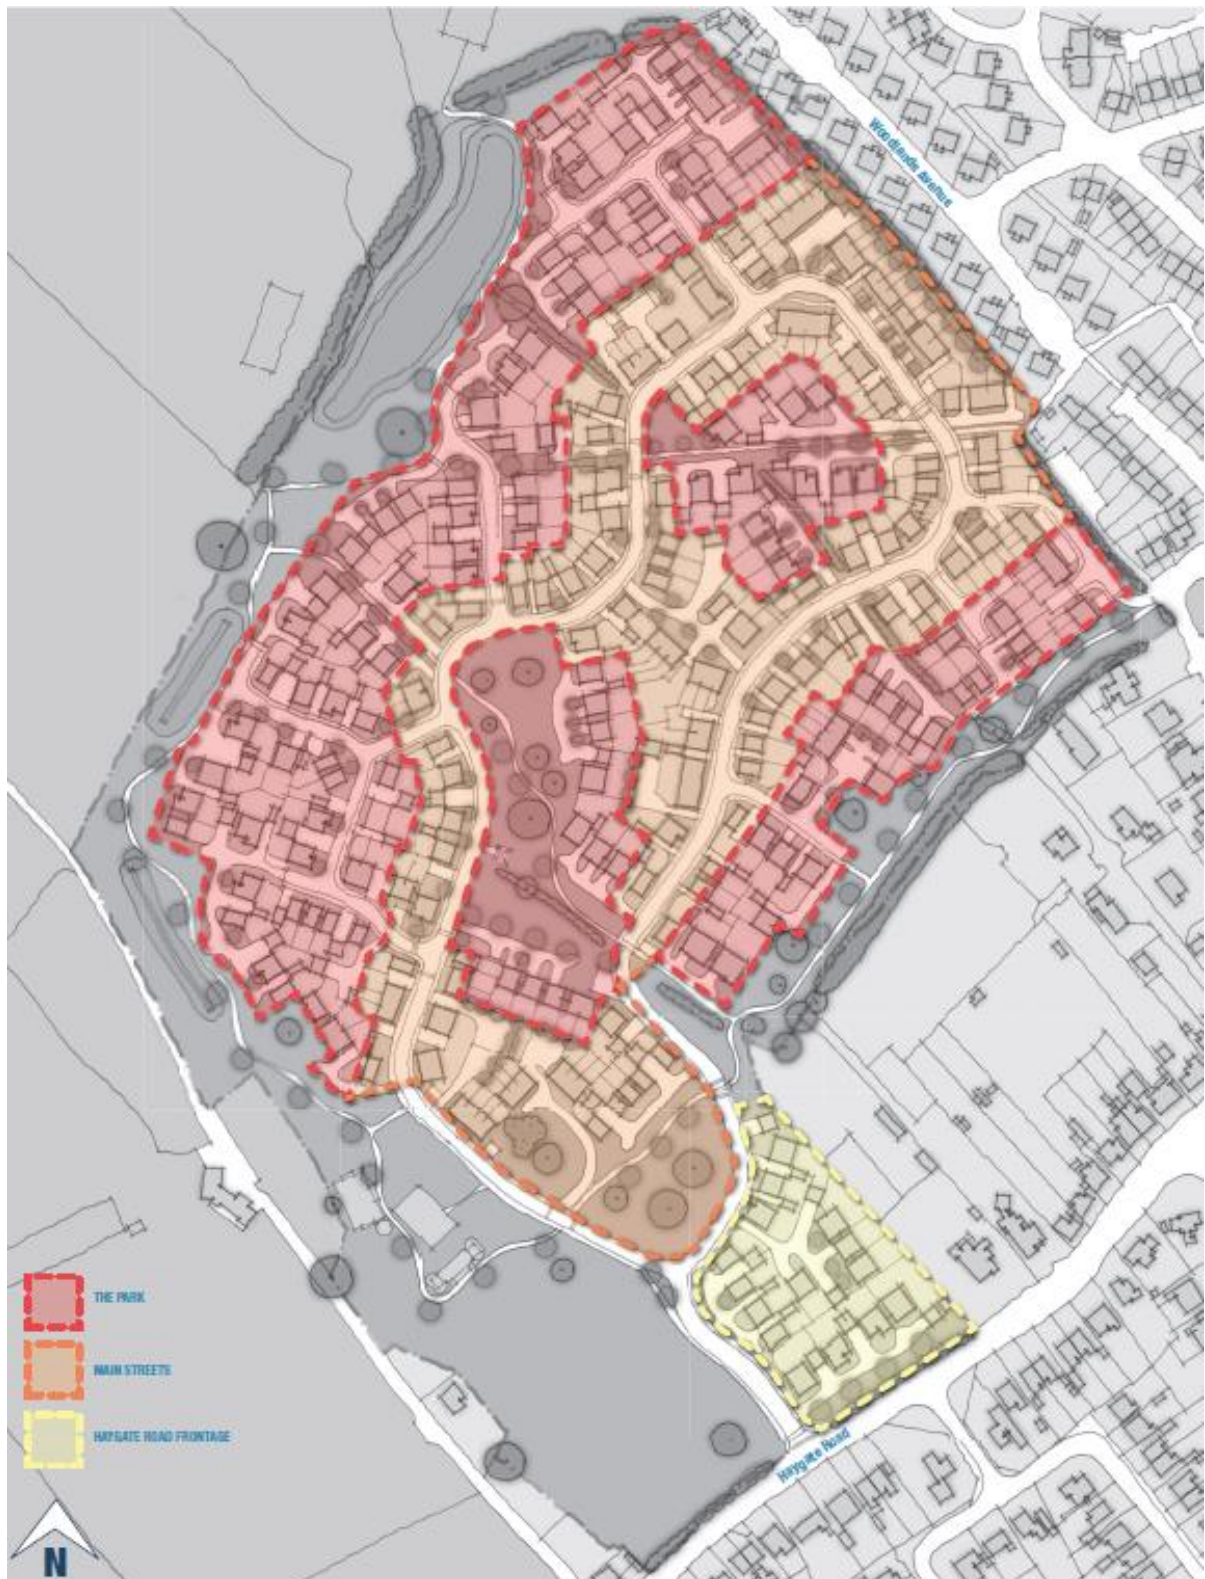 Woodlands Avenue
THE PARK
MAIN STREETS
HAYGATE ROAD FRONTAGE
Haygate Road
N